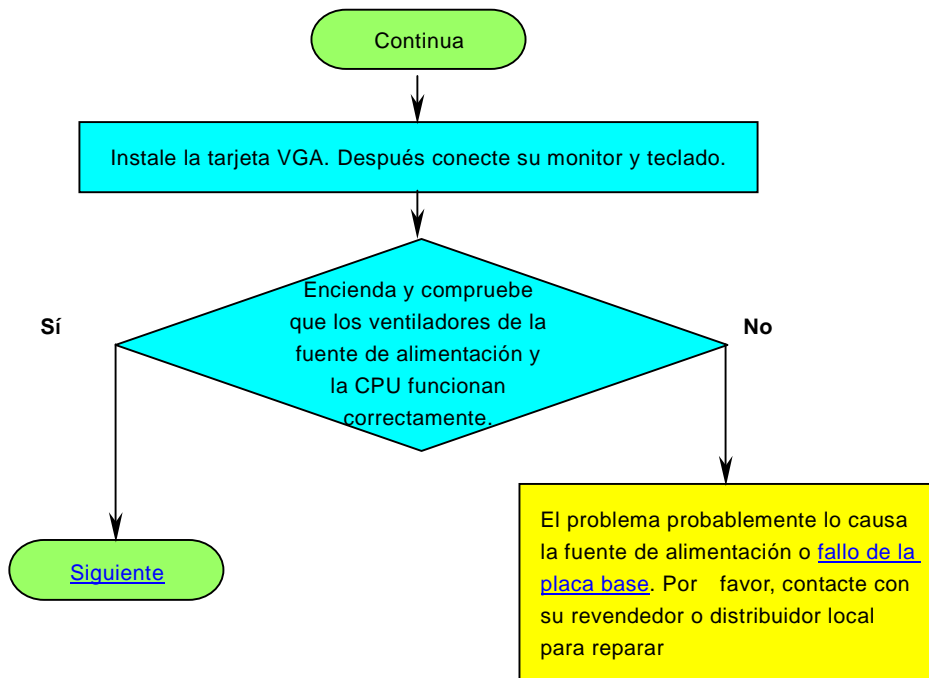 Continua
Instale la tarjeta VGA. Después conecte su monitor y teclado.
Encienda y compruebe
que los ventiladores de la
fuente de alimentación y
la CPU funcionan
correctamente.
Sí
No
Siguiente
El problema probablemente lo causa
la fuente de alimentación o fallo de la
placa base. Por favor, contacte con
su revendedor o distribuidor local
para reparar